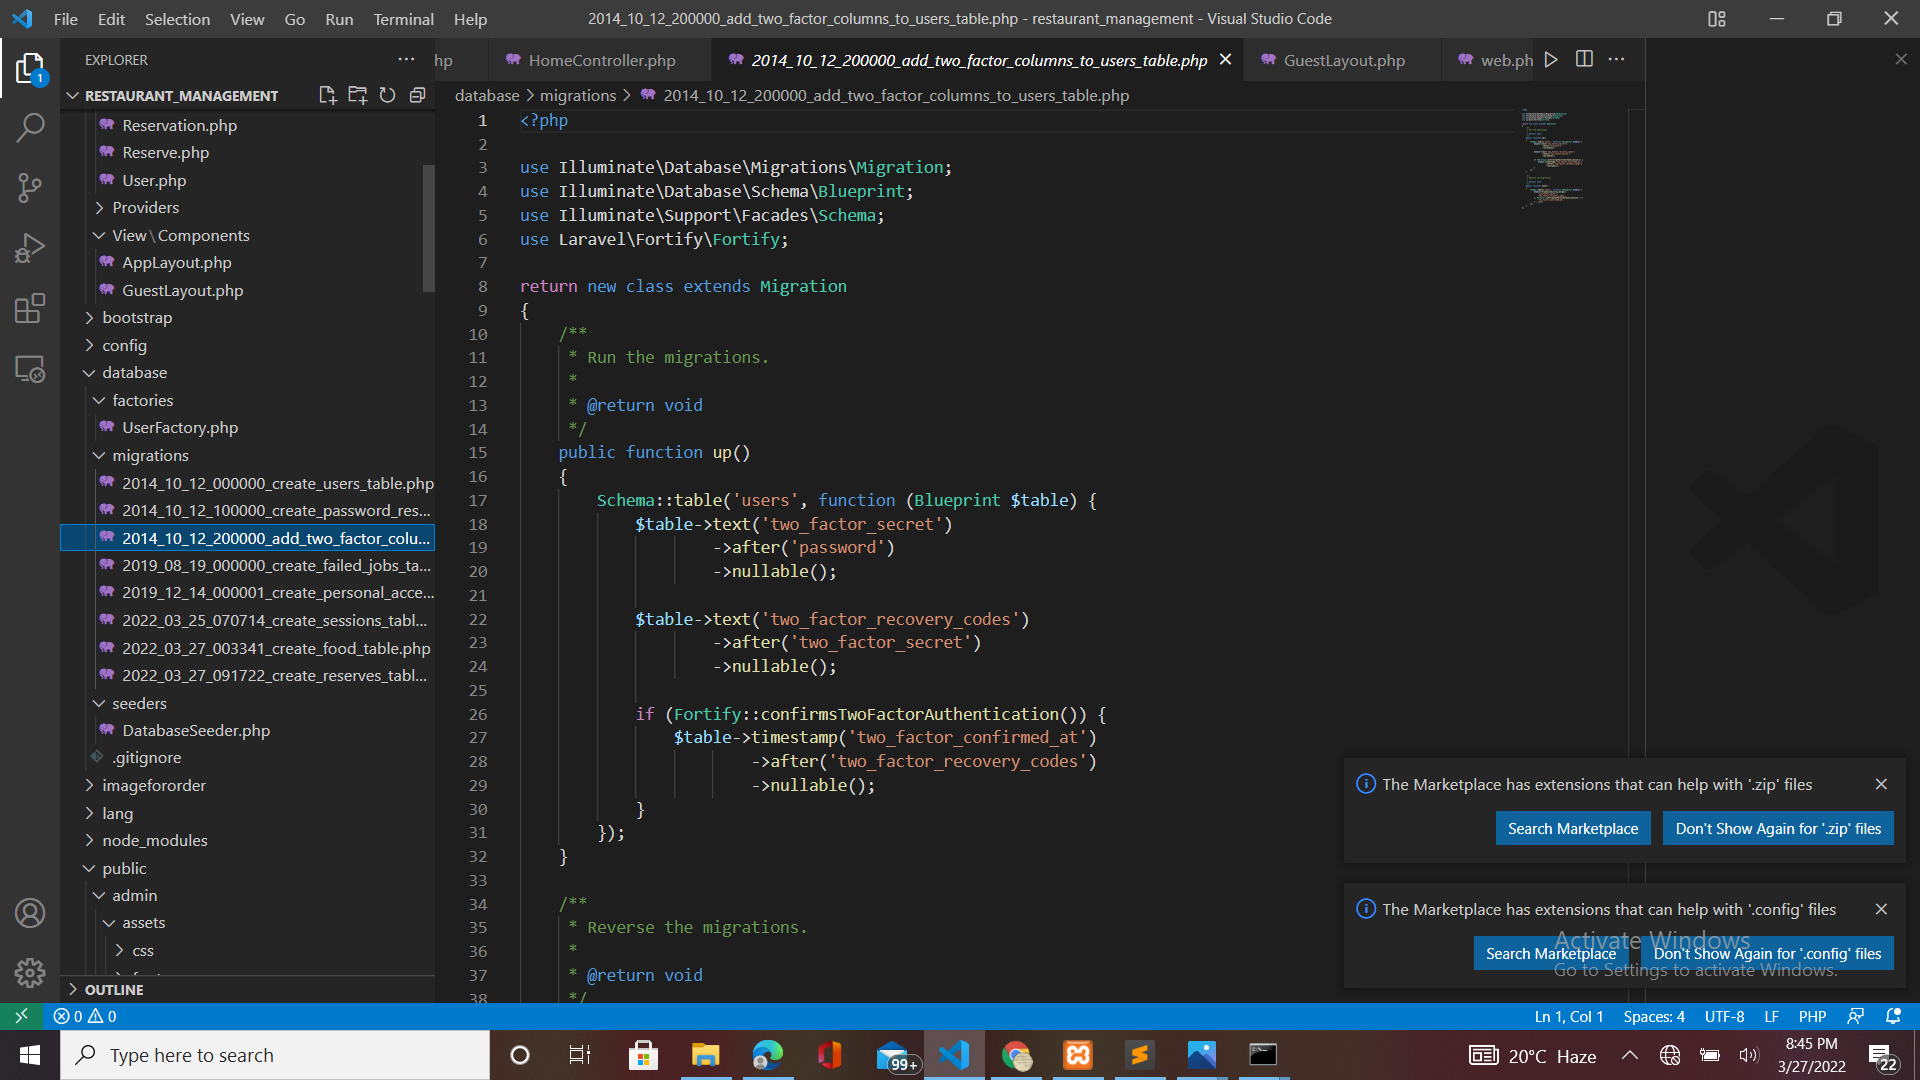 File Edit Selection View Go Run Terminal Help
2014_10_12_200000_add_two_factor_columns_to_users_table.php - restaurant_management - Visual Studio Code
EXPLORER
RESTAURANT_MANAGEMENT
Reservation.php
Reserve.php
User.php
Providers
View\Components
AppLayout.php
GuestLayout.php
bootstrap
config
database
factories
UserFactory.php
migrations
2014_10_12_000000_create_users_table.php
2014_10_12_100000_create_password_res...
2014_10_12_200000_add_two_factor_colu...
2019_08_19_000000_create_failed_jobs_ta...
2019_12_14_000001_create_personal_acce...
2022_03_25_070714_create_sessions_tabl...
2022_03_27_003341_create_food_table.php
2022_03_27_091722_create_reserves_tabl...
seeders
DatabaseSeeder.php
.gitignore
imagefororder
lang
node_modules
public
admin
assets
css
OUTLINE
hp
HomeController.php
2014_10_12_200000_add_two_factor_columns_to_users_table.php
GuestLayout.php
web.ph
database > migrations > 2014_10_12_200000_add_two_factor_columns_to_users_table.php
1 <?php
2
3 use Illuminate\Database\Migrations\Migration;
4 use Illuminate\Database\Schema\Blueprint;
5 use Illuminate\Support\Facades\Schema;
6 use Laravel\Fortify\Fortify;
7
8 return new class extends Migration
9 {
10 /**
11 * Run the migrations.
12 *
13 * @return void
14 */
15 public function up()
16 {
17 Schema::table('users', function (Blueprint $table) {
18 $table->text('two_factor_secret')
19 ->after('password')
20 ->nullable();
21
22 $table->text('two_factor_recovery_codes')
23 ->after('two_factor_secret')
24 ->nullable();
25
26 if (Fortify::confirmsTwoFactorAuthentication()) {
27 $table->timestamp('two_factor_confirmed_at')
28 ->after('two_factor_recovery_codes')
29 ->nullable();
30 }
31 });
32 }
33
34 /**
35 * Reverse the migrations.
36 *
37 * @return void
38 */
The Marketplace has extensions that can help with '.zip' files
Search Marketplace
Don't Show Again for '.zip' files
The Marketplace has extensions that can help with '.config' files
Search Marketplace
Don't Show Again for '.config' files
Activate Windows
Go to Settings to activate Windows.
0 0
Ln 1, Col 1 Spaces: 4 UTF-8 LF PHP
1
Type here to search
99+
20°C Haze
8:45 PM
3/27/2022
22